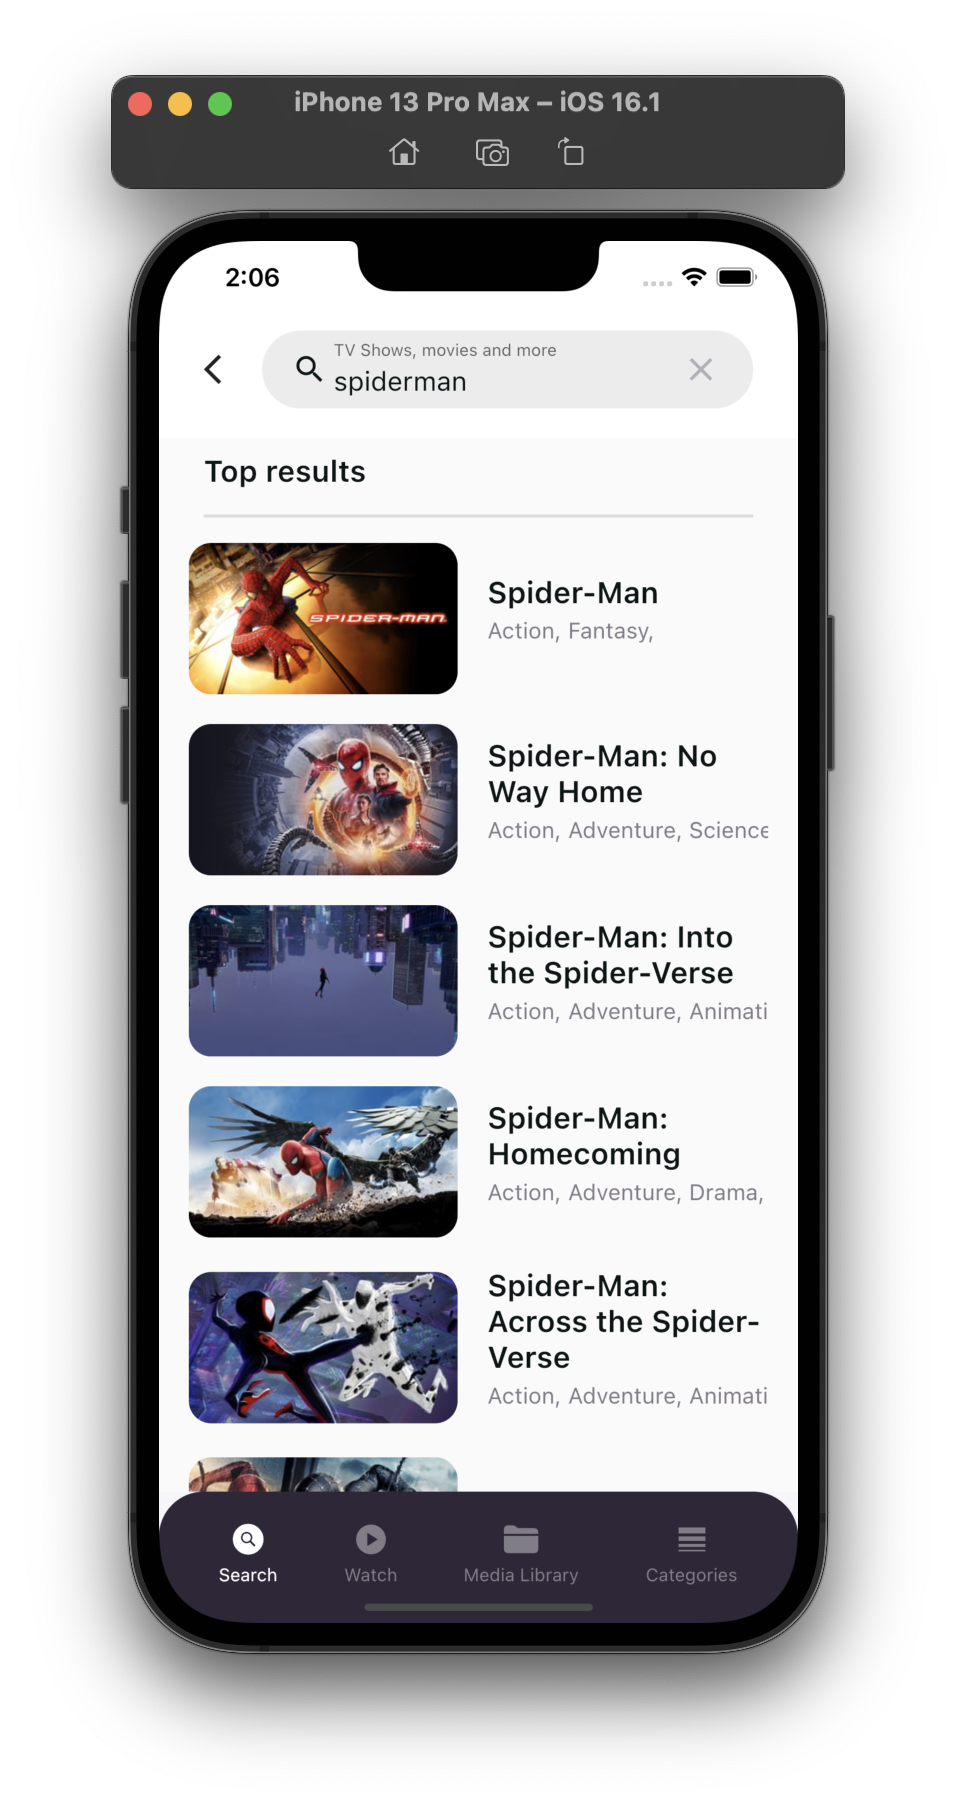 iPhone 13 Pro Max – iOS 16.1
2:06
TV Shows, movies and more
spiderman
Top results
SPIDER-MAN
Spider-Man
Action, Fantasy,
Spider-Man: No
Way Home
Action, Adventure, Science
Spider-Man: Into
the Spider-Verse
Action, Adventure, Animati
Spider-Man:
Homecoming
Action, Adventure, Drama,
Spider-Man:
Across the Spider-
Verse
Action, Adventure, Animati
Search
Watch
Media Library
Categories